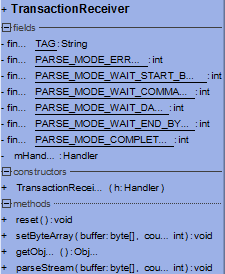 + TransactionReceiver
fields
- fin... TAG : String
- fin... PARSE_MODE_ERR... : int
- fin... PARSE_MODE_WAIT_START_B... : int
- fin... PARSE_MODE_WAIT_COMMA... : int
- fin... PARSE_MODE_WAIT_DA... : int
- fin... PARSE_MODE_WAIT_END_BY... : int
- fin... PARSE_MODE_COMPLET... : int
- mHand... : Handler
constructors
+ TransactionRecei... ( h : Handler )
methods
+ reset ( ) : void
+ setByteArray ( buffer : byte[] , cou... int ) : void
+ getObj... ( ) : Obj...
+ parseStream ( buffer : byte[] , cou... int ) : void